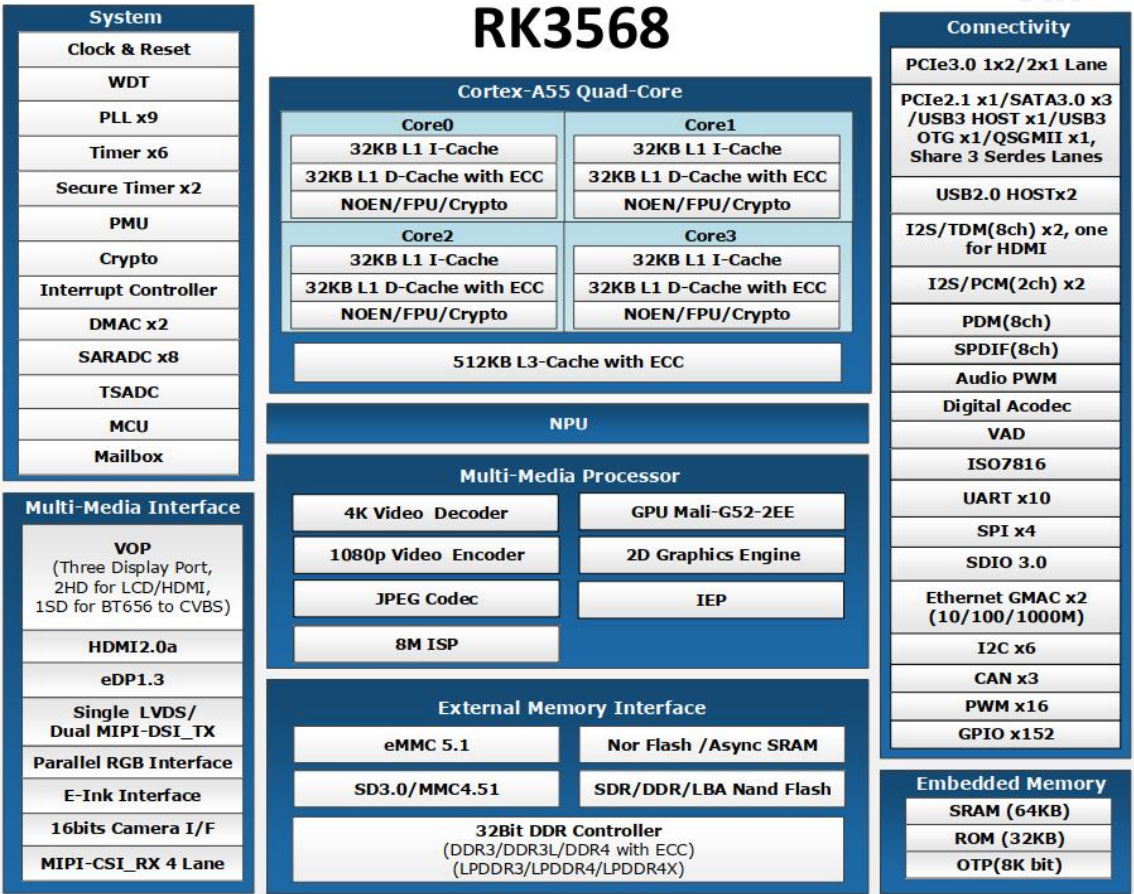 RK3568
System
Clock & Reset
WDT
PLL x9
Timer x6
Secure Timer x2
PMU
Crypto
Interrupt Controller
DMAC x2
SARADC x8
TSADC
MCU
Mailbox
Multi-Media Interface
VOP
(Three Display Port,
2HD for LCD/HDMI,
1SD for BT656 to CVBS)
HDMI2.0a
eDP1.3
Single LVDS/
Dual MIPI-DSI_TX
Parallel RGB Interface
E-Ink Interface
16bits Camera I/F
MIPI-CSI_RX 4 Lane
Cortex-A55 Quad-Core
Core0
32KB L1 I-Cache
32KB L1 D-Cache with ECC
NOEN/FPU/Crypto
Core1
32KB L1 I-Cache
32KB L1 D-Cache with ECC
NOEN/FPU/Crypto
Core2
32KB L1 I-Cache
32KB L1 D-Cache with ECC
NOEN/FPU/Crypto
Core3
32KB L1 I-Cache
32KB L1 D-Cache with ECC
NOEN/FPU/Crypto
512KB L3-Cache with ECC
NPU
Multi-Media Processor
4K Video Decoder
GPU Mali-G52-2EE
1080p Video Encoder
2D Graphics Engine
JPEG Codec
IEP
8M ISP
External Memory Interface
eMMC 5.1
Nor Flash /Async SRAM
SD3.0/MMC4.51
SDR/DDR/LBA Nand Flash
32Bit DDR Controller
(DDR3/DDR3L/DDR4 with ECC)
(LPDDR3/LPDDR4/LPDDR4X)
Connectivity
PCIe3.0 1x2/2x1 Lane
PCIe2.1 x1/SATA3.0 x3
/USB3 HOST x1/USB3
OTG x1/QSGMII x1,
Share 3 Serdes Lanes
USB2.0 HOSTx2
I2S/TDM(8ch) x2, one
for HDMI
I2S/PCM(2ch) x2
PDM(8ch)
SPDIF(8ch)
Audio PWM
Digital Acodec
VAD
ISO7816
UART x10
SPI x4
SDIO 3.0
Ethernet GMAC x2
(10/100/1000M)
I2C x6
CAN x3
PWM x16
GPIO x152
Embedded Memory
SRAM (64KB)
ROM (32KB)
OTP(8K bit)